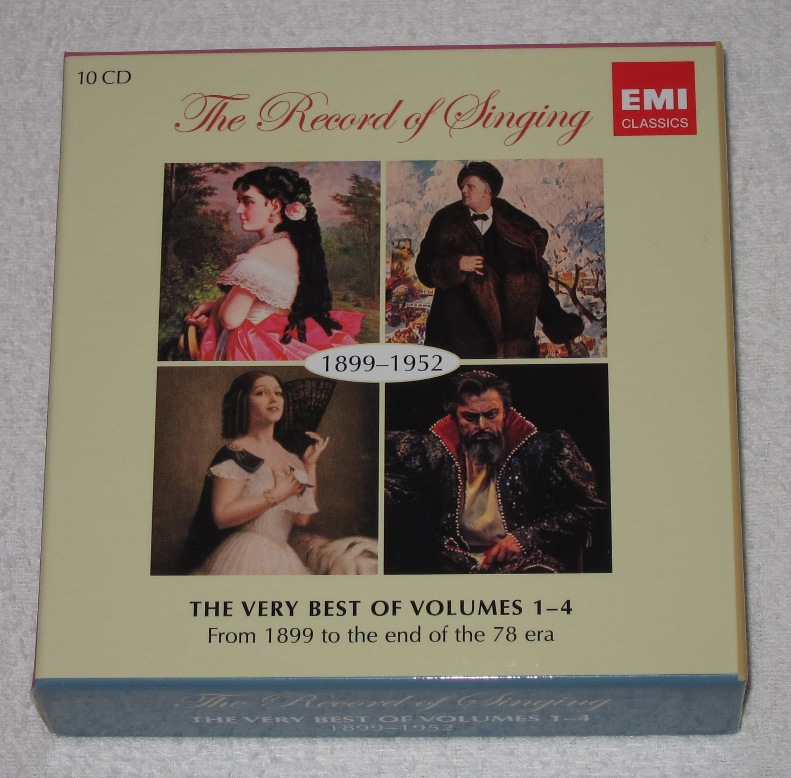 10 CD
The Record of Singing
EMI
CLASSICS
1899–1952
THE VERY BEST OF VOLUMES 1–4
From 1899 to the end of the 78 era
The Record of Singing
THE VERY BEST OF VOLUMES 1–4
1899–1952